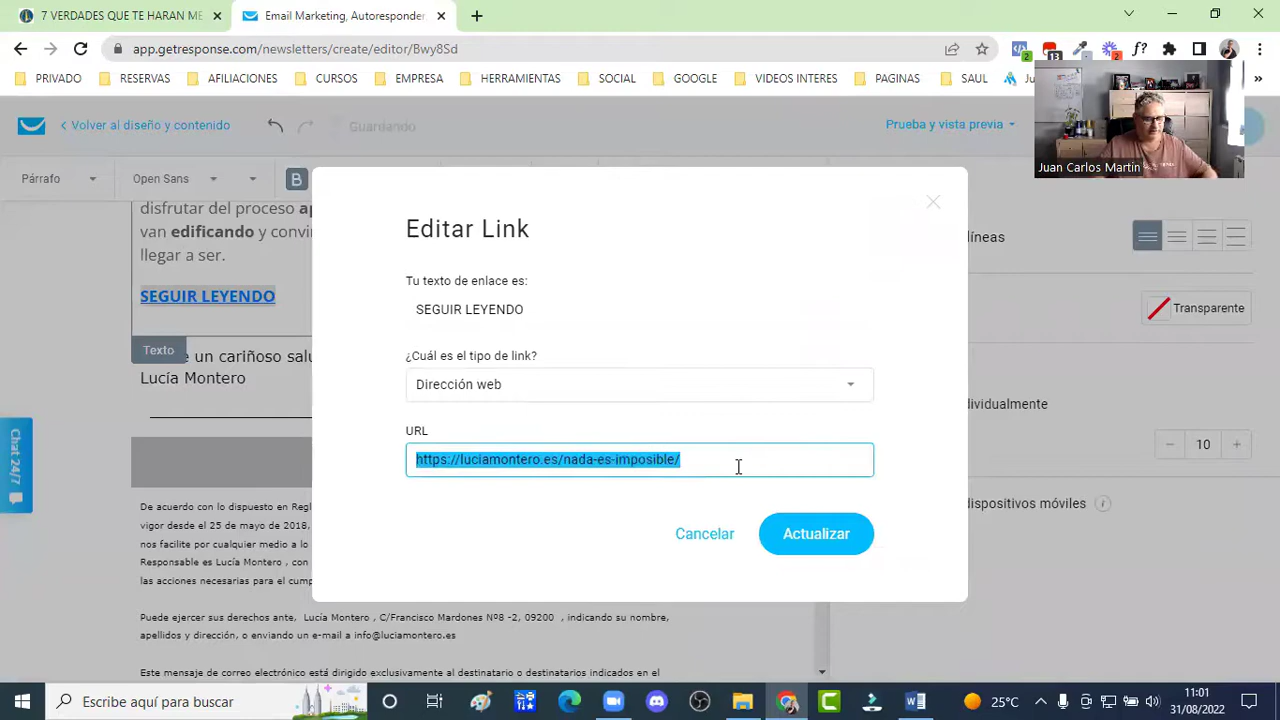 7 VERDADES QUE TE HARAN ME
Email Marketing, Autoresponder
app.getresponse.com/newsletters/create/editor/Bwy8Sd
2
13
2
PRIVADO
RESERVAS
AFILIACIONES
CURSOS
EMPRESA
HERRAMIENTAS
SOCIAL
GOOGLE
VIDEOS INTERES
PAGINAS
SAUL
Volver al diseño y contenido
Guardando
Prueba y vista previa
Juan Carlos Martín
Párrafo
Open Sans
B
disfrutar del proceso
van edificando y convi
llegar a ser.
SEGUIR LEYENDO
Texto
e un cariñoso salu
Lucía Montero
Editar Link
Tu texto de enlace es:
SEGUIR LEYENDO
¿Cuál es el tipo de link?
Dirección web
URL
https://luciamontero.es/nada-es-imposible/
Cancelar
Actualizar
líneas
Transparente
dividualmente
10
dispositivos móviles
Chat 24/7
De acuerdo con lo dispuesto en Regl
vigor desde el 25 de mayo de 2018,
nos facilite por cualquier medio a lo
Responsable es Lucía Montero , con
las acciones necesarias para el cump
Puede ejercer sus derechos ante, Lucía Montero , C/Francisco Mardones Nº8 -2, 09200 , indicando su nombre,
apellidos y dirección, o enviando un e-mail a info@luciamontero.es
Este mensaje de correo electrónico está dirigido exclusivamente al destinatario o destinatarios indicados en el
Escribe aquí para buscar
25°C
11:01
31/08/2022